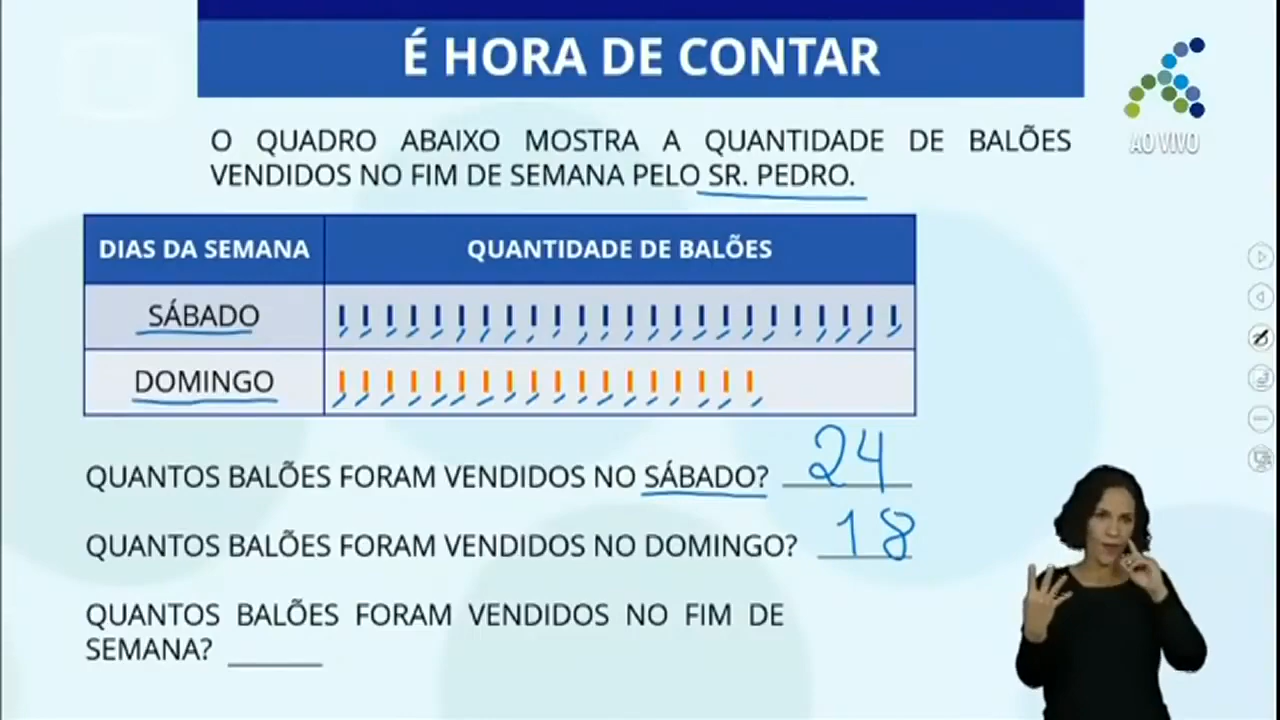 É HORA DE CONTAR
AO VIVO
O QUADRO ABAIXO MOSTRA A QUANTIDADE DE BALÕES
VENDIDOS NO FIM DE SEMANA PELO SR. PEDRO.
DIAS DA SEMANA QUANTIDADE DE BALÕES
SÁBADO
DOMINGO
QUANTOS BALÕES FORAM VENDIDOS NO SÁBADO? 24
QUANTOS BALÕES FORAM VENDIDOS NO DOMINGO? 18
QUANTOS BALÕES FORAM VENDIDOS NO FIM DE
SEMANA?